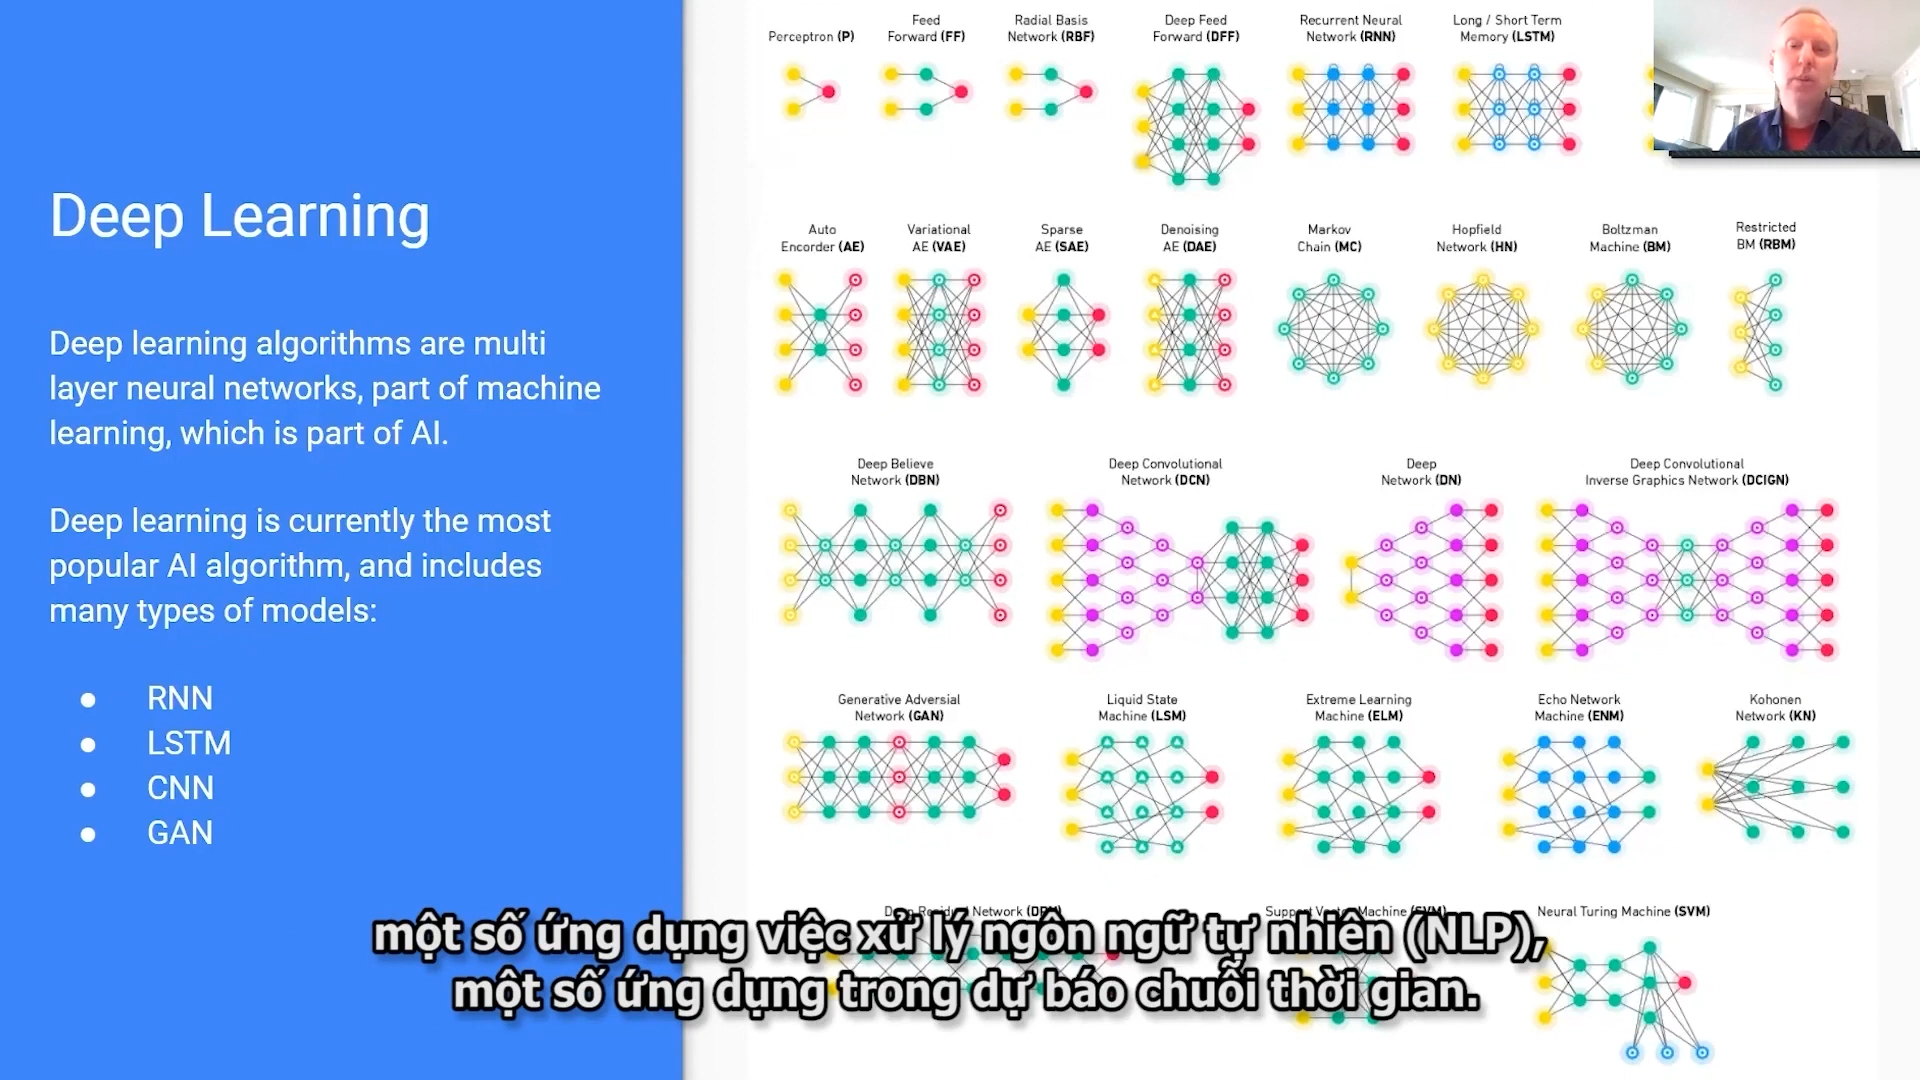 Deep Learning
Deep learning algorithms are multi
layer neural networks, part of machine
learning, which is part of AI.
Deep learning is currently the most
popular AI algorithm, and includes
many types of models:
● RNN
● LSTM
● CNN
● GAN
Perceptron (P)
Feed
Forward (FF)
Radial Basis
Network (RBF)
Deep Feed
Forward (DFF)
Recurrent Neural
Network (RNN)
Long / Short Term
Memory (LSTM)
Auto
Encorder (AE)
Variational
AE (VAE)
Sparse
AE (SAE)
Denoising
AE (DAE)
Markov
Chain (MC)
Hopfield
Network (HN)
Boltzman
Machine (BM)
Restricted
BM (RBM)
Deep Believe
Network (DBN)
Deep Convolutional
Network (DCN)
Deep
Network (DN)
Deep Convolutional
Inverse Graphics Network (DCIGN)
Generative Adversial
Network (GAN)
Liquid State
Machine (LSM)
Extreme Learning
Machine (ELM)
Echo Network
Machine (ENM)
Kohonen
Network (KN)
Deep Residual Network (DRN)
Support Vector Machine (SVM)
Neural Turing Machine (SVM)
một số ứng dụng việc xử lý ngôn ngữ tự nhiên (NLP),
một số ứng dụng trong dự báo chuỗi thời gian.